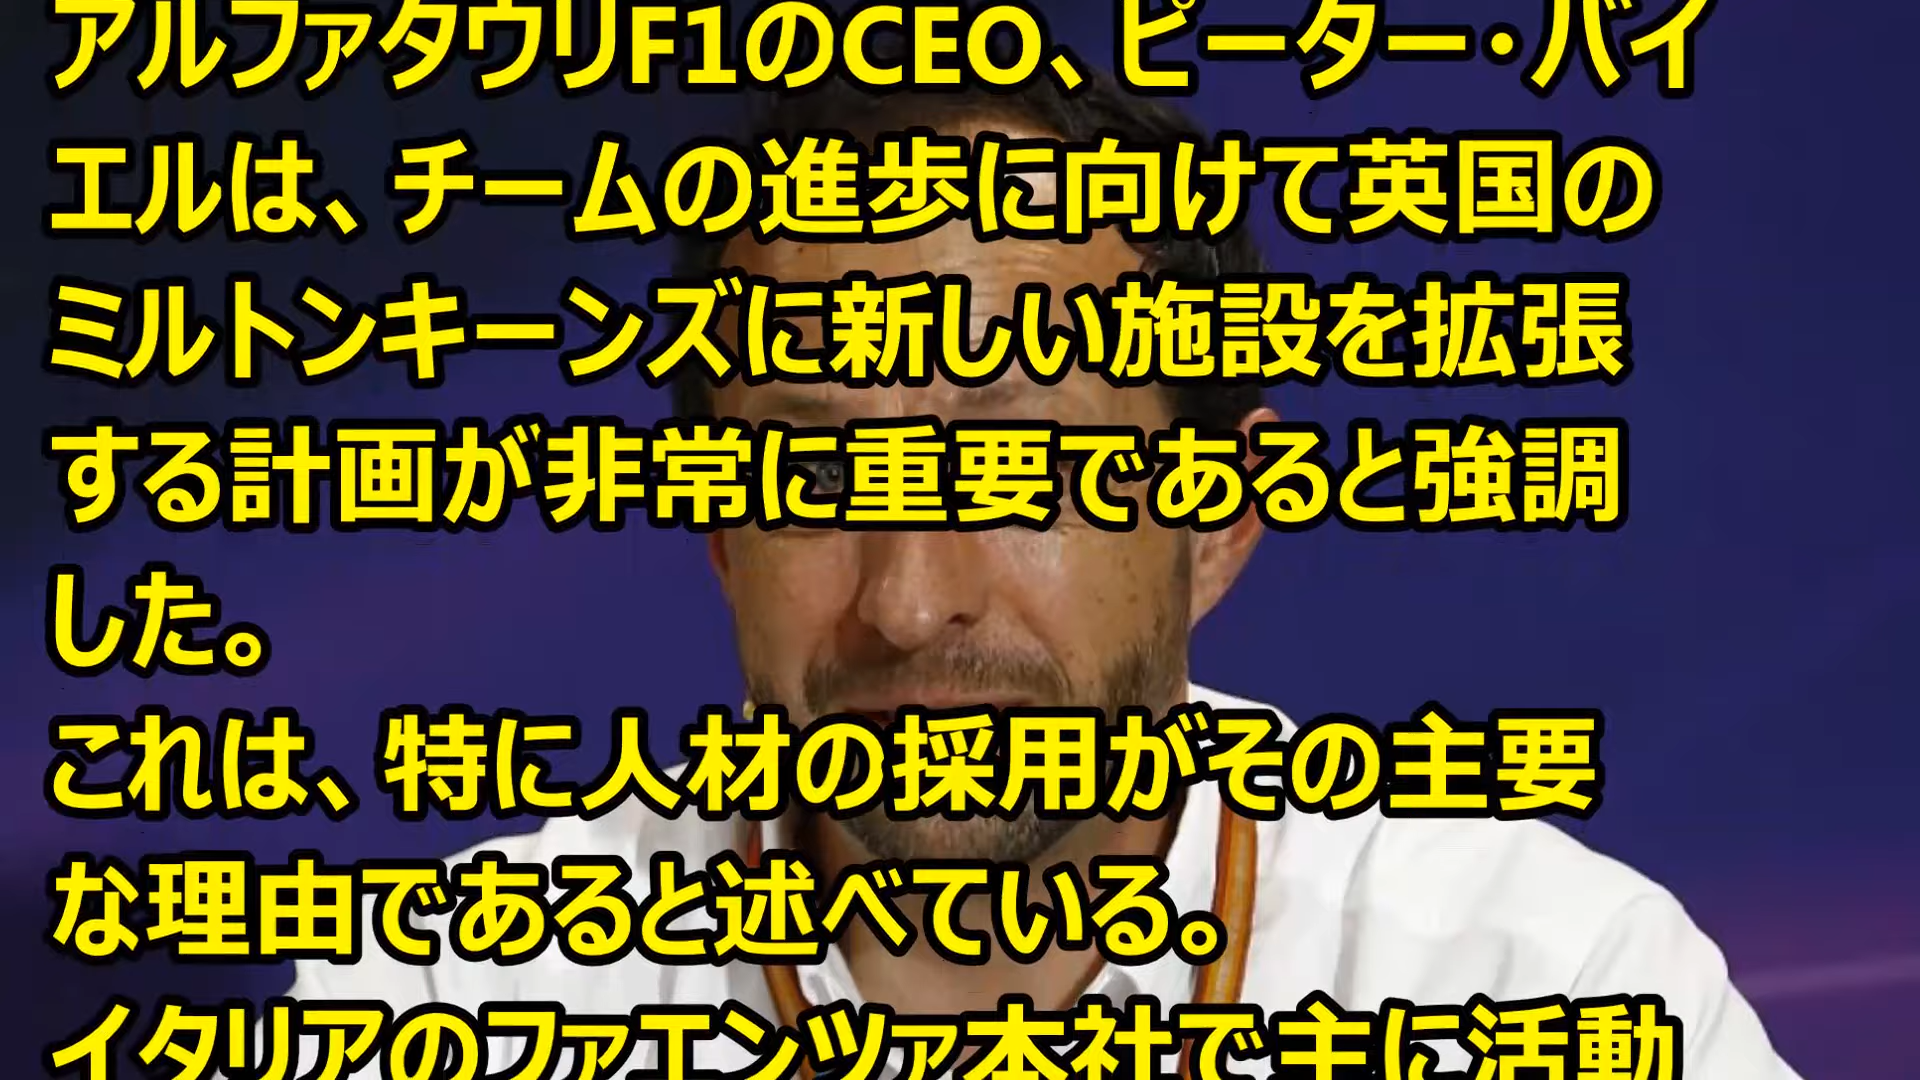 アルファタウリF1のCEO、ピーター・バイ
エルは、チームの進歩に向けて英国の
ミルトンキーンズに新しい施設を拡張
する計画が非常に重要であると強調
した。
これは、特に人材の採用がその主要
な理由であると述べている。
イタリアのファエンツァ本社で主に活動